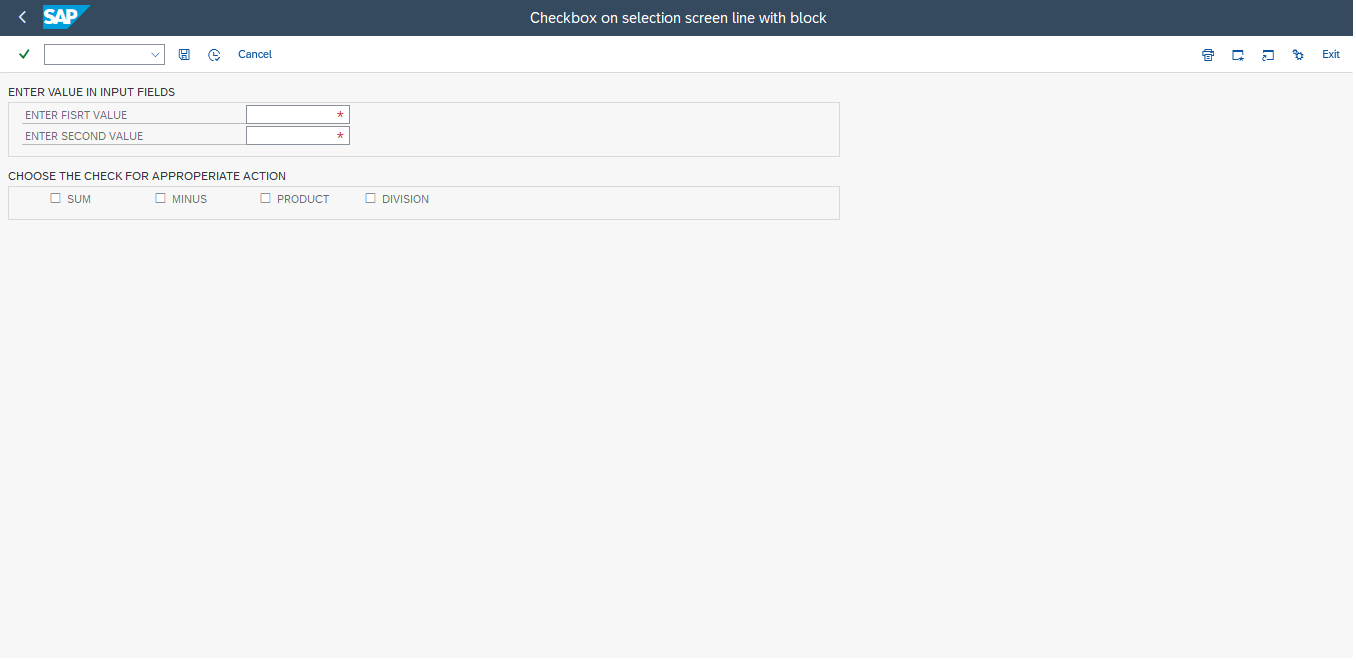 SAP Checkbox on selection screen line with block
Cancel Exit
ENTER VALUE IN INPUT FIELDS
ENTER FISRT VALUE *
ENTER SECOND VALUE *
CHOOSE THE CHECK FOR APPROPERIATE ACTION
SUM MINUS PRODUCT DIVISION